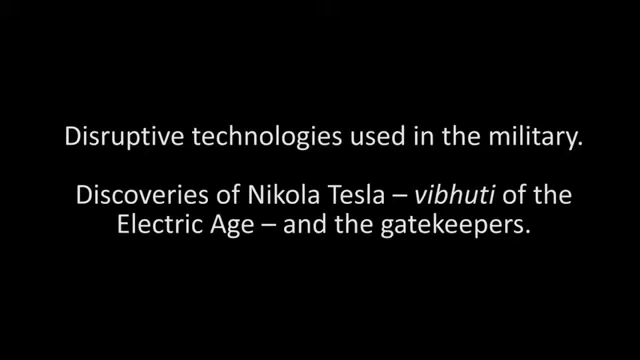 Disruptive technologies used in the military.
Discoveries of Nikola Tesla – vibhuti of the
Electric Age – and the gatekeepers.